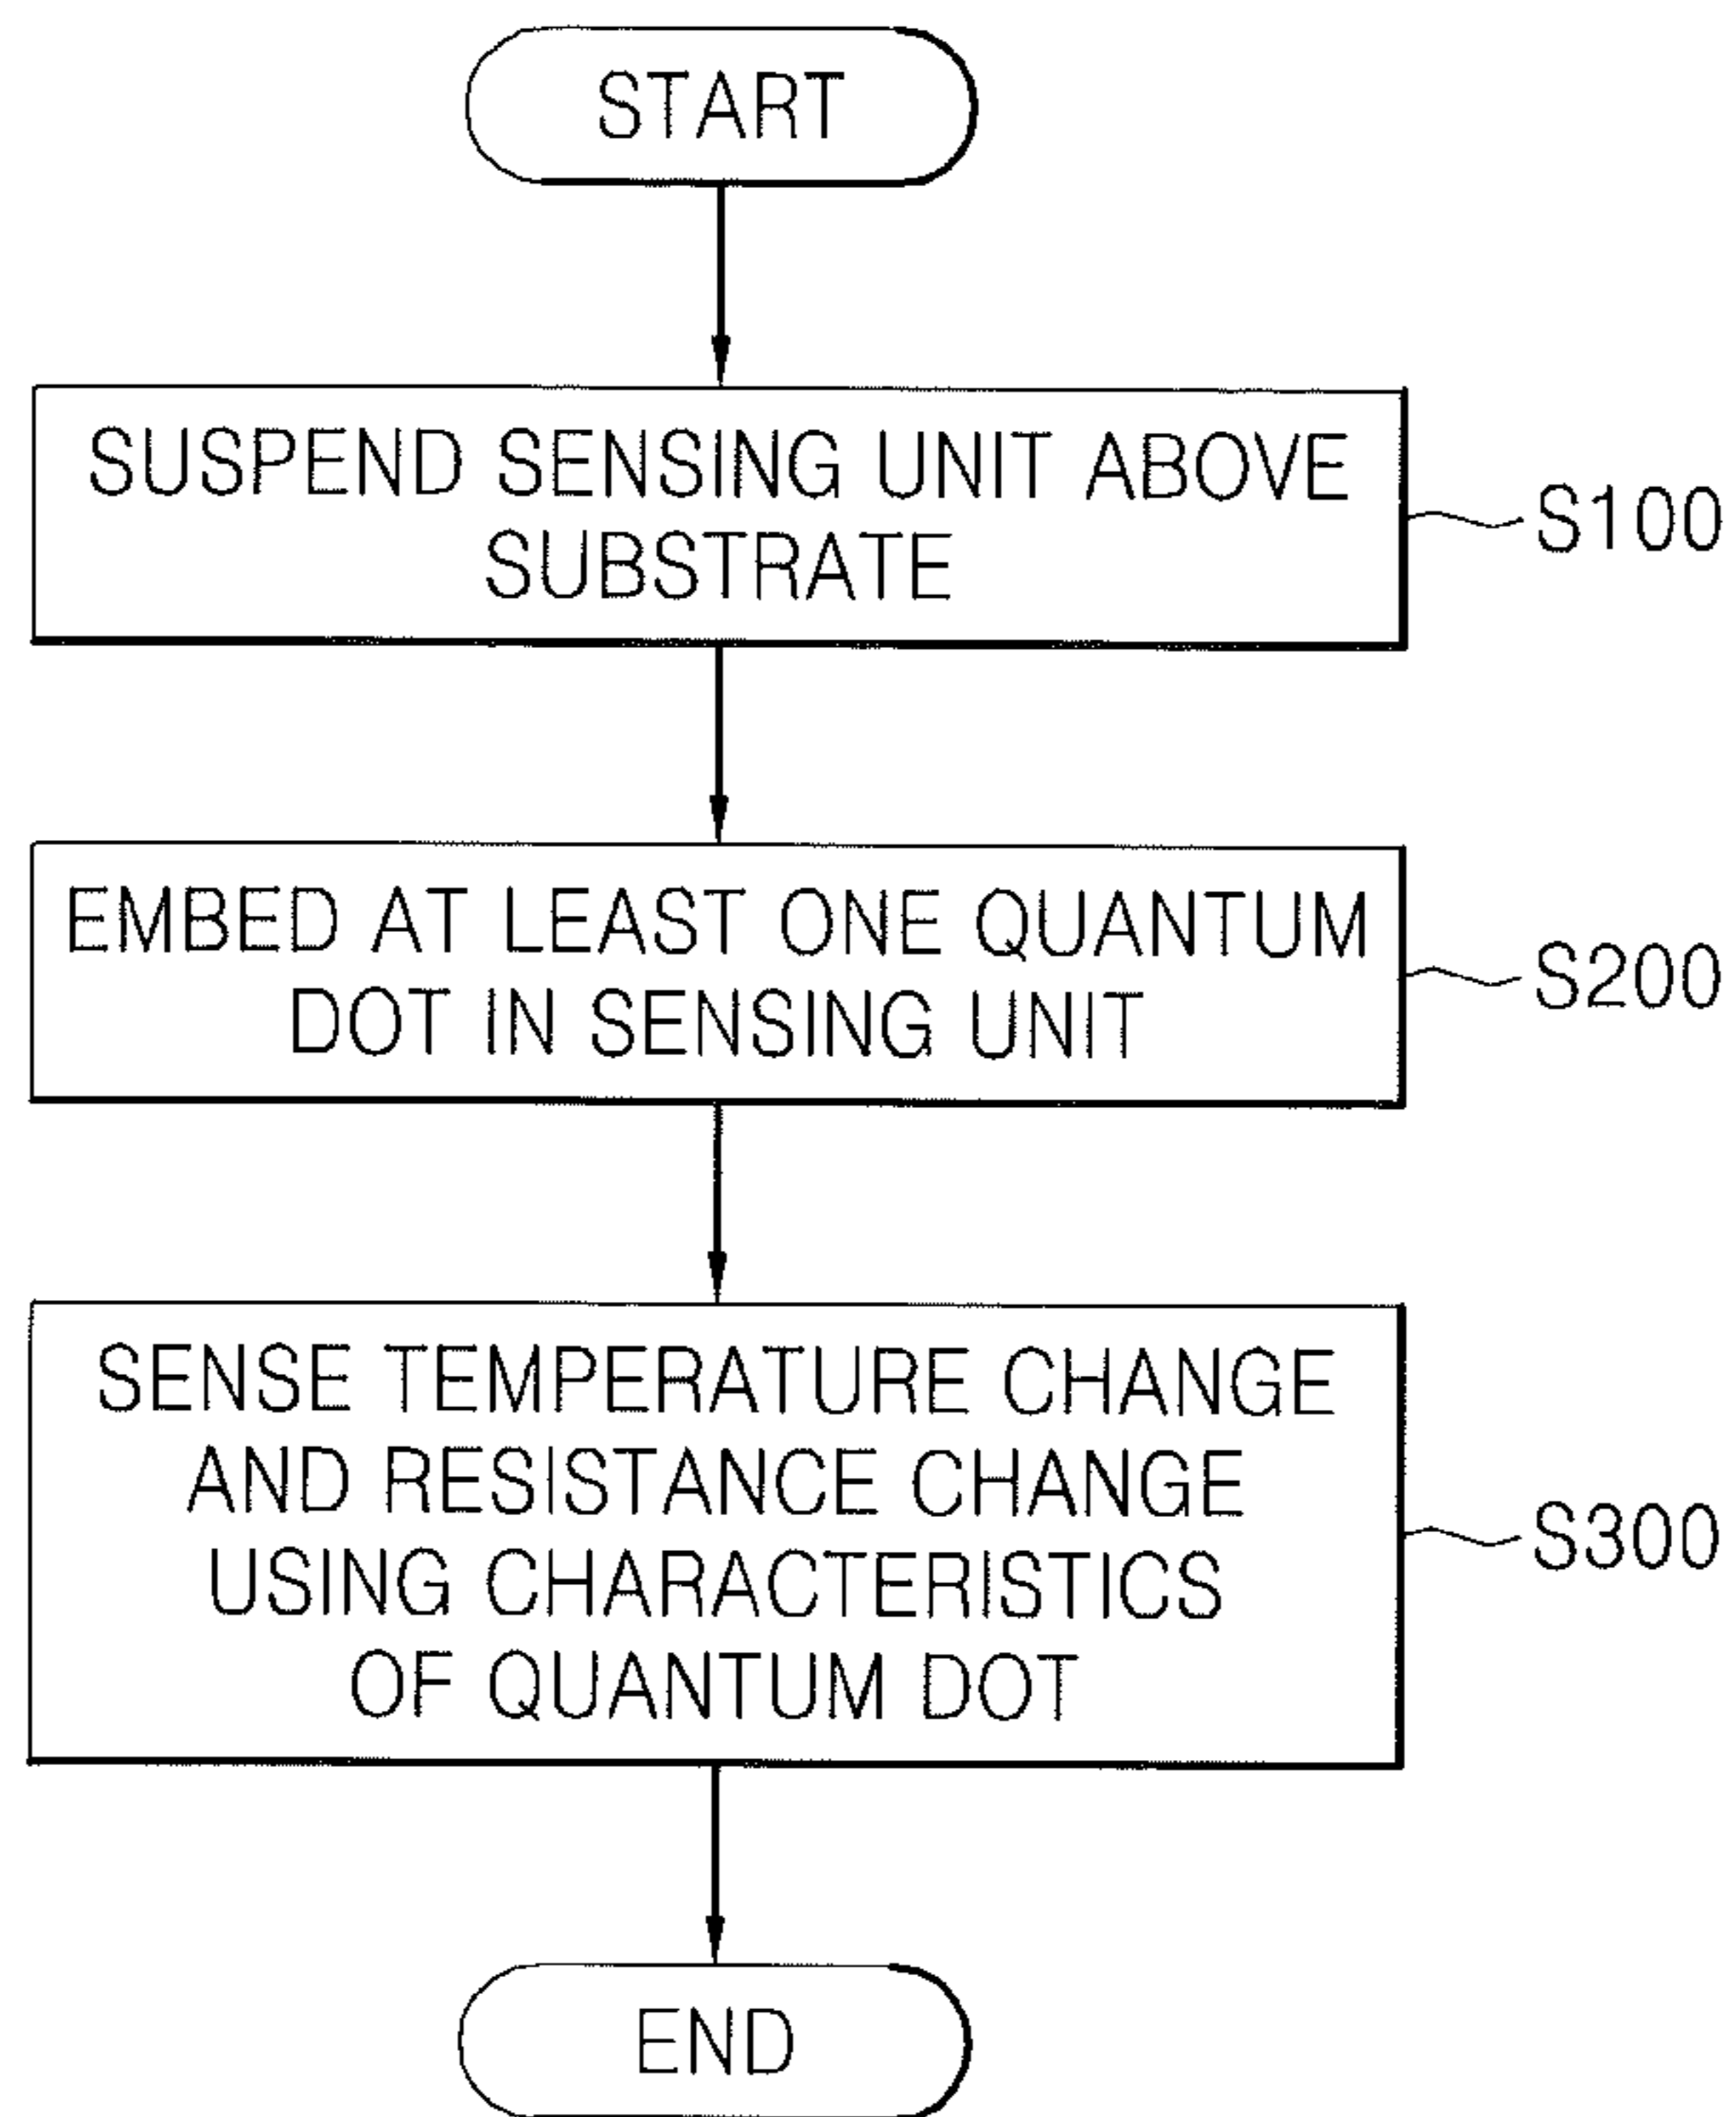 START
SUSPEND SENSING UNIT ABOVE
SUBSTRATE
S100
EMBED AT LEAST ONE QUANTUM
DOT IN SENSING UNIT
S200
SENSE TEMPERATURE CHANGE
AND RESISTANCE CHANGE
USING CHARACTERISTICS
OF QUANTUM DOT
S300
END